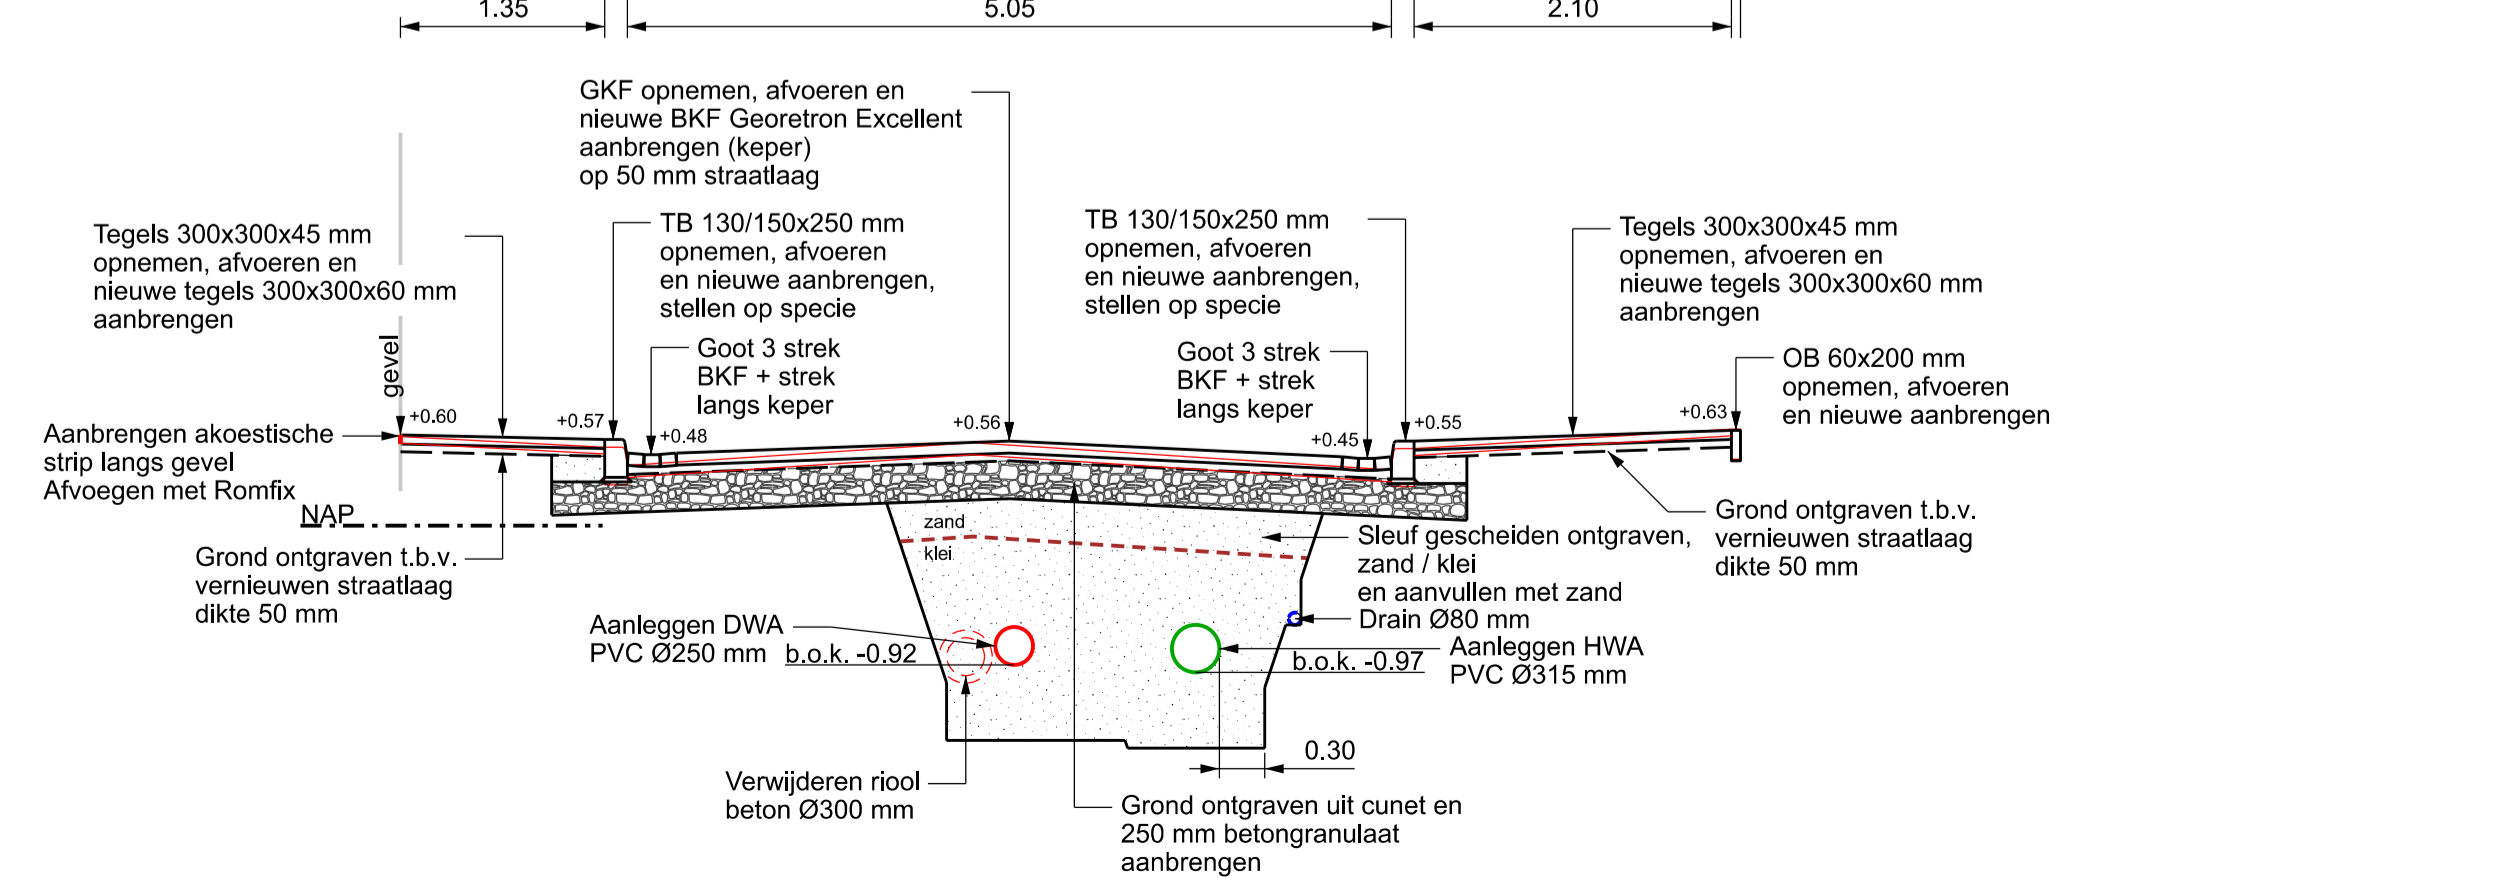 1.35
5.05
2.10
GKF opnemen, afvoeren en
nieuwe BKF Georetron Excellent
aanbrengen (keper)
op 50 mm straatlaag
Tegels 300x300x45 mm
opnemen, afvoeren en
nieuwe tegels 300x300x60 mm
aanbrengen
TB 130/150x250 mm
opnemen, afvoeren
en nieuwe aanbrengen,
stellen op specie
TB 130/150x250 mm
opnemen, afvoeren
en nieuwe aanbrengen,
stellen op specie
Tegels 300x300x45 mm
opnemen, afvoeren en
nieuwe tegels 300x300x60 mm
aanbrengen
gevel
Goot 3 strek
BKF + strek
langs keper
Goot 3 strek
BKF + strek
langs keper
OB 60x200 mm
opnemen, afvoeren
en nieuwe aanbrengen
+0.60
+0.57
+0.48
+0.56
+0.45
+0.55
+0.63
Aanbrengen akoestische
strip langs gevel
Afvoegen met Romfix
NAP
Grond ontgraven t.b.v.
vernieuwen straatlaag
dikte 50 mm
zand
klei
Sleuf gescheiden ontgraven,
zand / klei
en aanvullen met zand
Grond ontgraven t.b.v.
vernieuwen straatlaag
dikte 50 mm
Drain Ø80 mm
Aanleggen DWA
PVC Ø250 mm
b.o.k. -0.92
Aanleggen HWA
PVC Ø315 mm
b.o.k. -0.97
0.30
Verwijderen riool
beton Ø300 mm
Grond ontgraven uit cunet en
250 mm betongranulaat
aanbrengen